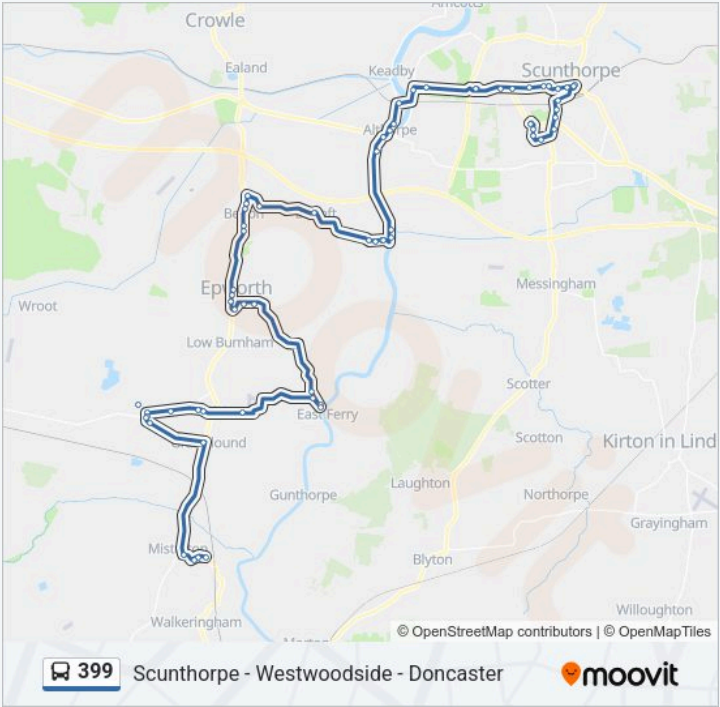 Crowle
Ealand
Keadby
Scunthorpe
Althorpe
Epworth
Wroot
Messingham
Low Burnham
Scotter
East Ferry
Scotton
Kirton in Lind
Laughton
Gunthorpe
Northorpe
Grayingham
Blyton
Walkeringham
Willoughton
© OpenStreetMap contributors | © OpenMapTiles
399 Scunthorpe - Westwoodside - Doncaster
moovit